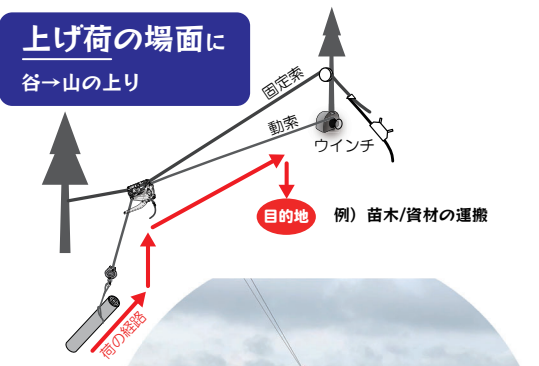 上げ荷の場面に
谷→山の上り
固定索
動索
ウインチ
目的地
例）苗木/資材の運搬
荷の経路